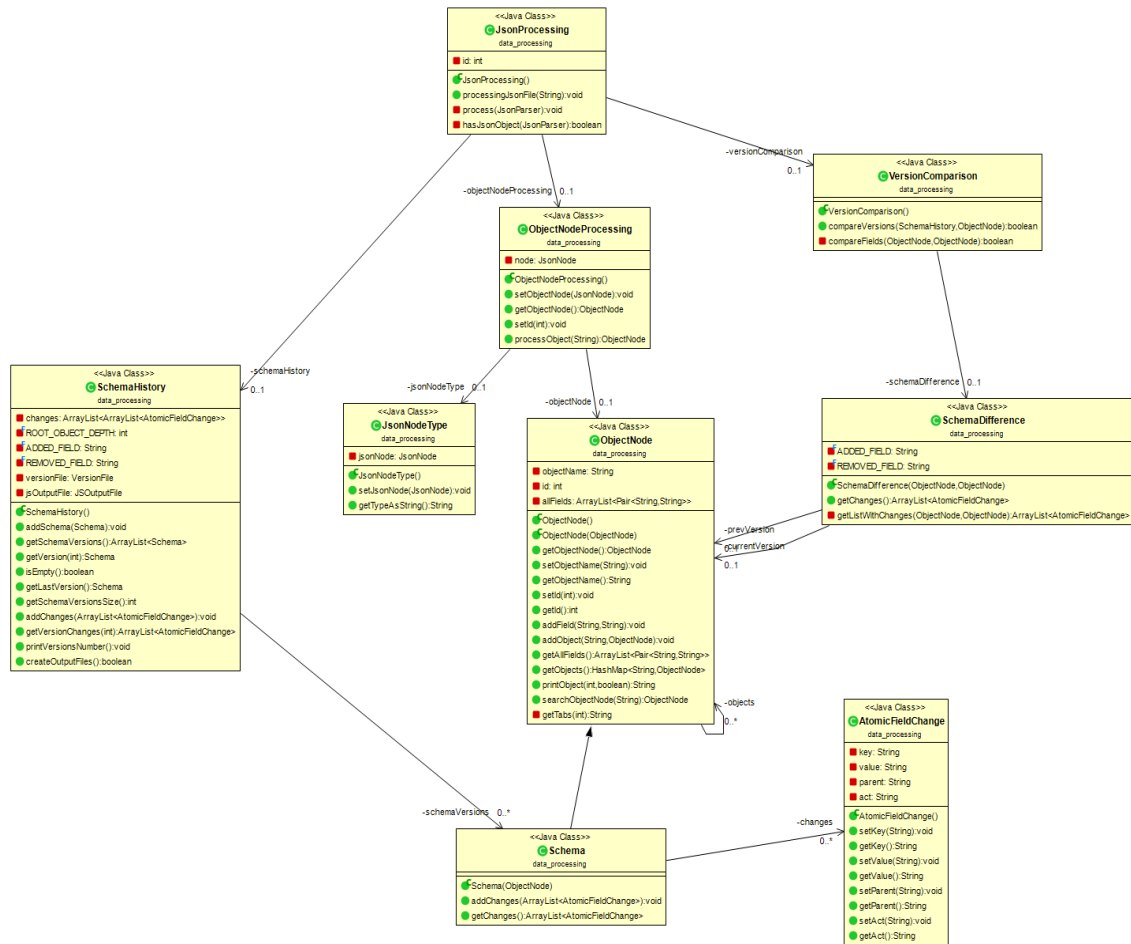 <<Java Class>>
JsonProcessing
data_processing
id: int
JsonProcessing()
processingJsonFile(String):void
process(JsonParser):void
hasJsonObject(JsonParser):boolean
-versionComparison
0..1
<<Java Class>>
VersionComparison
data_processing
VersionComparison()
compareVersions(SchemaHistory,ObjectNode):boolean
compareFields(ObjectNode,ObjectNode):boolean
-objectNodeProcessing
0..1
<<Java Class>>
ObjectNodeProcessing
data_processing
node: JsonNode
ObjectNodeProcessing()
setObjectNode(JsonNode):void
getObjectNode():ObjectNode
setId(int):void
processObject(String):ObjectNode
-schemaHistory
0..1
<<Java Class>>
SchemaHistory
data_processing
changes: ArrayList<ArrayList<AtomicFieldChange>>
ROOT_OBJECT_DEPTH: int
ADDED_FIELD: String
REMOVED_FIELD: String
versionFile: VersionFile
jsOutputFile: JSOutputFile
SchemaHistory()
addSchema(Schema):void
getSchemaVersions():ArrayList<Schema>
getVersion(int):Schema
isEmpty():boolean
getLastVersion():Schema
getSchemaVersionsSize():int
addChanges(ArrayList<AtomicFieldChange>):void
getVersionChanges(int):ArrayList<AtomicFieldChange>
printVersionsNumber():void
createOutputFiles():boolean
-jsonNodeType
0..1
<<Java Class>>
JsonNodeType
data_processing
jsonNode: JsonNode
JsonNodeType()
setJsonNode(JsonNode):void
getTypeAsString():String
-objectNode
0..1
<<Java Class>>
ObjectNode
data_processing
objectName: String
id: int
allFields: ArrayList<Pair<String,String>>
ObjectNode()
ObjectNode(ObjectNode)
getObjectNode():ObjectNode
setObjectName(String):void
getObjectName():String
setId(int):void
getId():int
addField(String,String):void
addObject(String,ObjectNode):void
getAllFields():ArrayList<Pair<String,String>>
getObjects():HashMap<String,ObjectNode>
printObject(int,boolean):String
searchObjectNode(String):ObjectNode
getTabs(int):String
-schemaDifference
0..1
<<Java Class>>
SchemaDifference
data_processing
ADDED_FIELD: String
REMOVED_FIELD: String
SchemaDifference(ObjectNode,ObjectNode)
getChanges():ArrayList<AtomicFieldChange>
getListWithChanges(ObjectNode,ObjectNode):ArrayList<AtomicFieldChange>
-prevVersion
-currentVersion
0..1
-objects
0..*
-schemaVersions
0..*
<<Java Class>>
Schema
data_processing
Schema(ObjectNode)
addChanges(ArrayList<AtomicFieldChange>):void
getChanges():ArrayList<AtomicFieldChange>
-changes
0..*
<<Java Class>>
AtomicFieldChange
data_processing
key: String
value: String
parent: String
act: String
AtomicFieldChange()
setKey(String):void
getKey():String
setValue(String):void
getValue():String
setParent(String):void
getParent():String
setAct(String):void
getAct():String